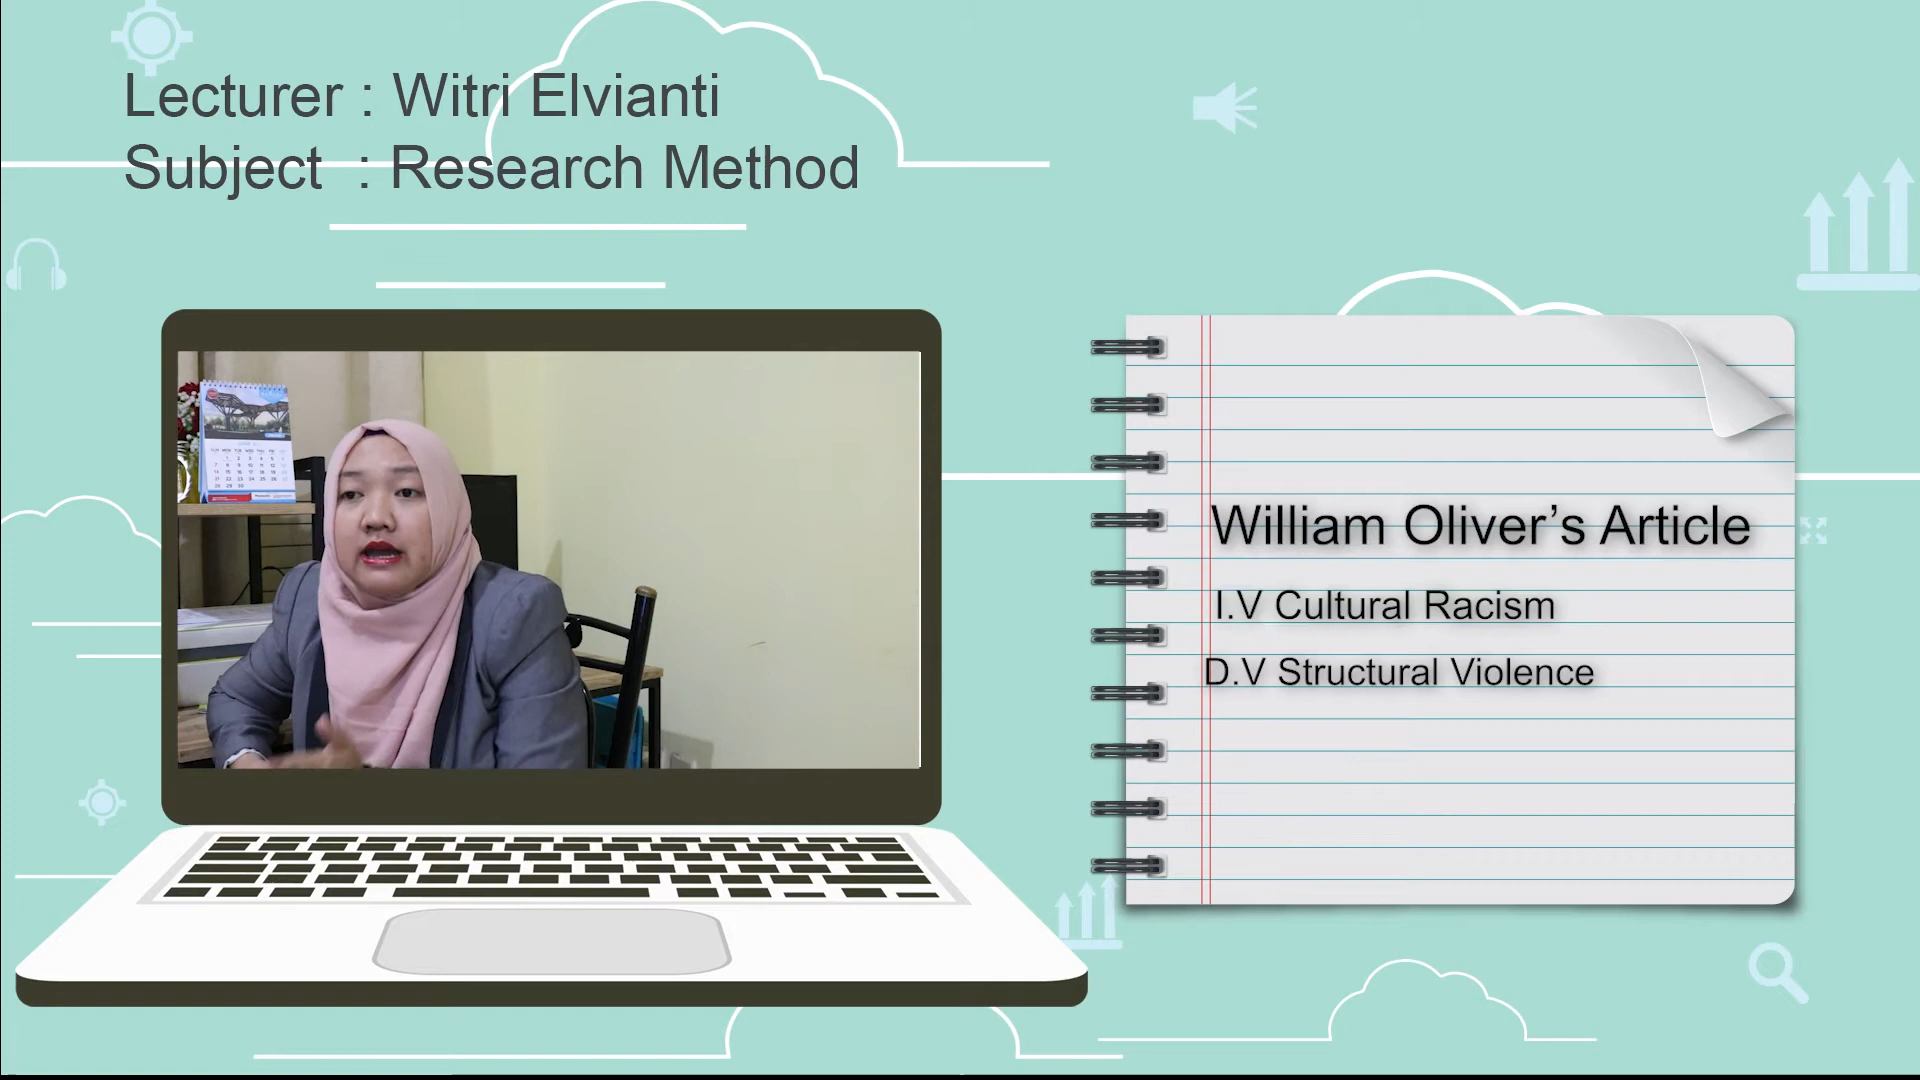 Lecturer : Witri Elvianti
Subject : Research Method
William Oliver’s Article
I.V Cultural Racism
D.V Structural Violence